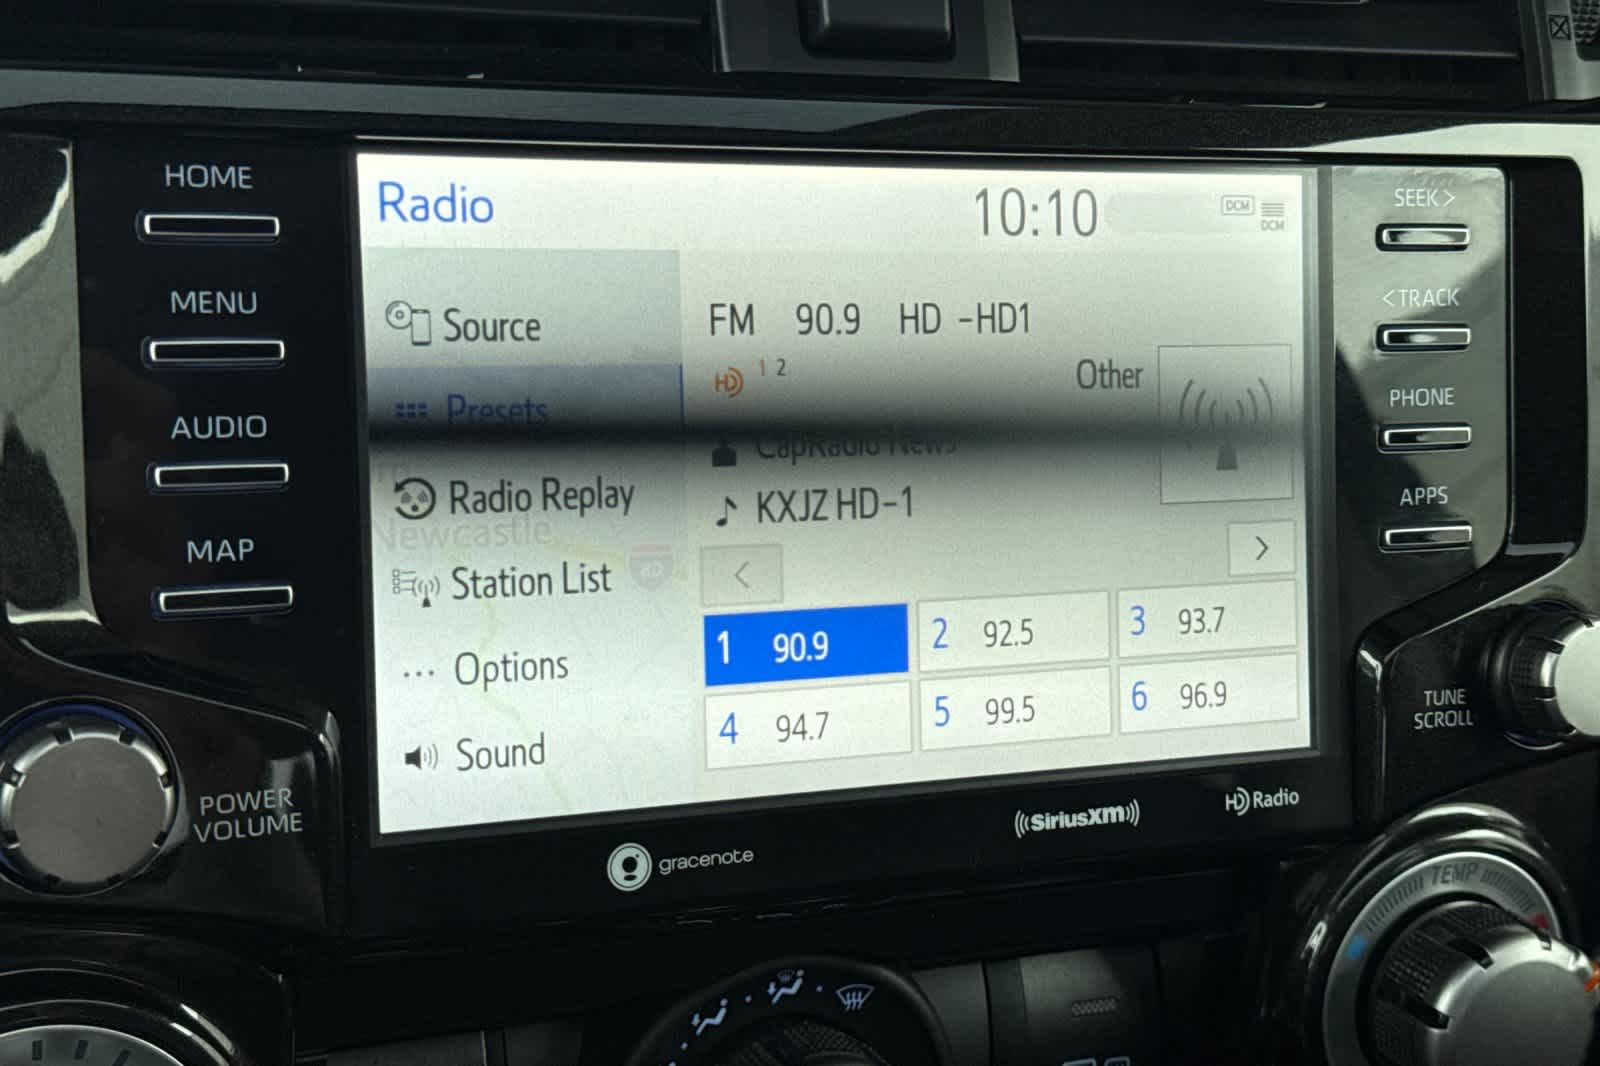 HOME
MENU
AUDIO
MAP
POWER
VOLUME
Radio
10:10
DCM
DCM
Source
Presets
Radio Replay
Newcastle
80
Station List
Options
Sound
FM 90.9 HD -HD1
HD 1 2
Other
CapRadio News
KXJZ HD-1
<
>
1 90.9
2 92.5
3 93.7
4 94.7
5 99.5
6 96.9
gracenote
SiriusXM
HD Radio
SEEK >
< TRACK
PHONE
APPS
TUNE
SCROLL
TEMP